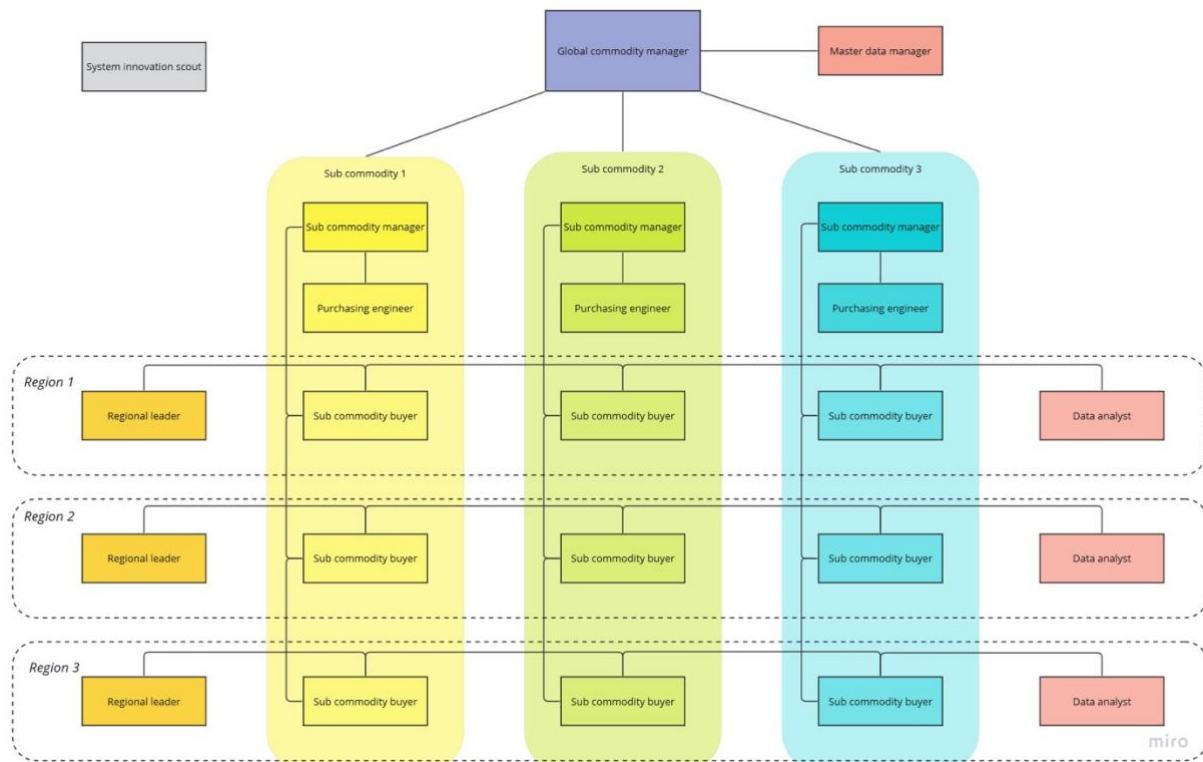 Global commodity manager
Master data manager
System innovation scout
Sub commodity 1
Sub commodity 2
Sub commodity 3
Sub commodity manager
Sub commodity manager
Sub commodity manager
Purchasing engineer
Purchasing engineer
Purchasing engineer
Region 1
Regional leader
Sub commodity buyer
Sub commodity buyer
Sub commodity buyer
Data analyst
Region 2
Regional leader
Sub commodity buyer
Sub commodity buyer
Sub commodity buyer
Data analyst
Region 3
Regional leader
Sub commodity buyer
Sub commodity buyer
Sub commodity buyer
Data analyst
miro